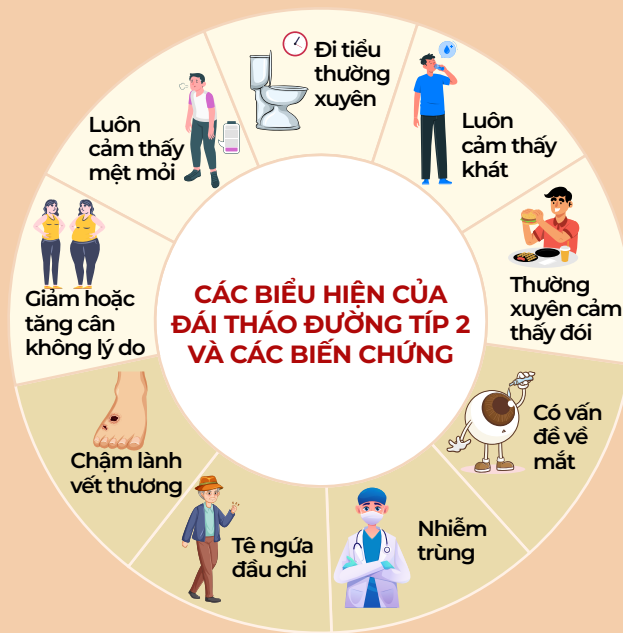 CÁC BIỂU HIỆN CỦA
ĐÁI THÁO ĐƯỜNG TÍP 2
VÀ CÁC BIẾN CHỨNG
Đi tiểu
thường
xuyên
Luôn
cảm thấy
khát
Thường
xuyên cảm
thấy đói
Có vấn
đề về
mắt
Nhiễm
trùng
Tê ngứa
đầu chi
Chậm lành
vết thương
Giảm hoặc
tăng cân
không lý do
Luôn
cảm thấy
mệt mỏi